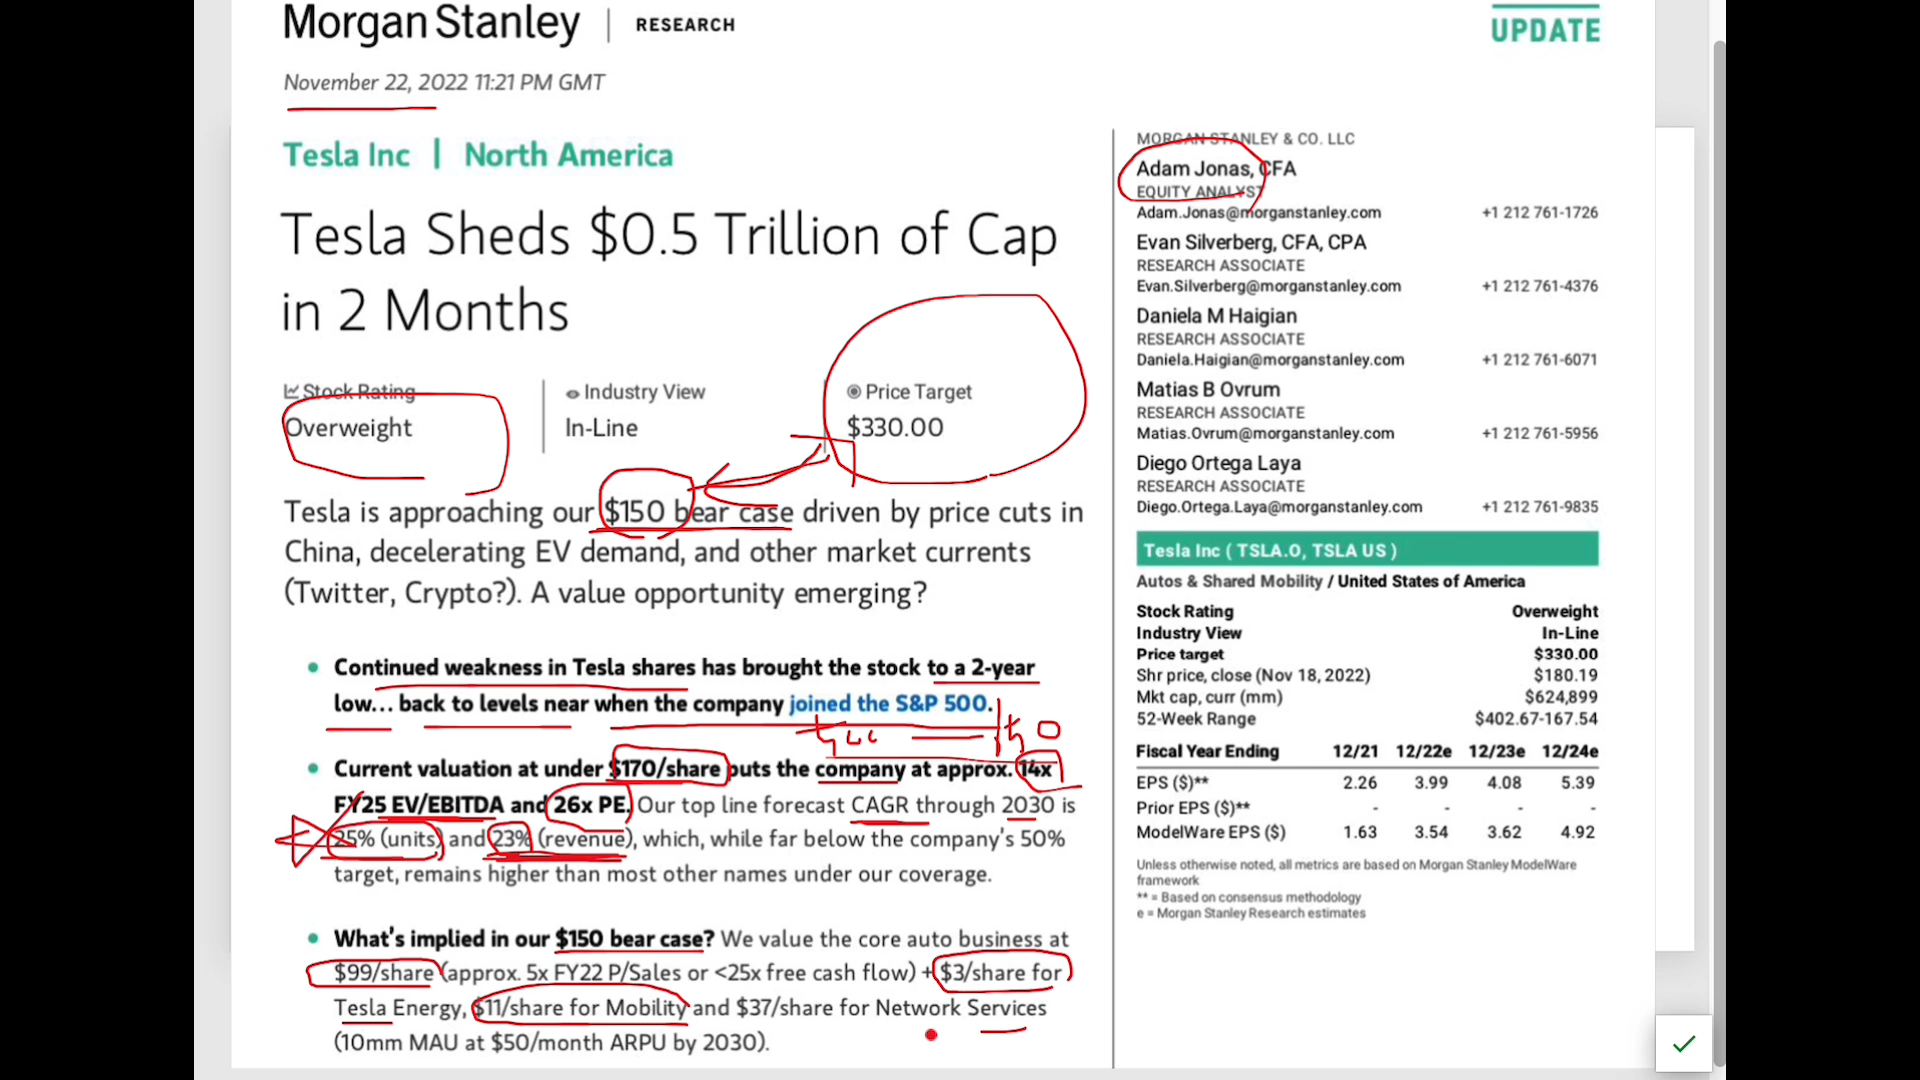 Morgan Stanley | RESEARCH
UPDATE
November 22, 2022 11:21 PM GMT
Tesla Inc | North America
Tesla Sheds $0.5 Trillion of Cap
in 2 Months
Stock Rating
Overweight
Industry View
In-Line
Price Target
$330.00
Tesla is approaching our $150 bear case driven by price cuts in
China, decelerating EV demand, and other market currents
(Twitter, Crypto?). A value opportunity emerging?
• Continued weakness in Tesla shares has brought the stock to a 2-year
low... back to levels near when the company joined the S&P 500.
• Current valuation at under $170/share puts the company at approx. 14x
FY25 EV/EBITDA and 26x PE. Our top line forecast CAGR through 2030 is
25% (units) and 23% (revenue), which, while far below the company's 50%
target, remains higher than most other names under our coverage.
• What's implied in our $150 bear case? We value the core auto business at
$99/share (approx. 5x FY22 P/Sales or <25x free cash flow) + $3/share for
Tesla Energy, $11/share for Mobility and $37/share for Network Services
(10mm MAU at $50/month ARPU by 2030).
MORGAN STANLEY & CO. LLC
Adam Jonas, CFA
EQUITY ANALYST
Adam.Jonas@morganstanley.com +1 212 761-1726
Evan Silverberg, CFA, CPA
RESEARCH ASSOCIATE
Evan.Silverberg@morganstanley.com +1 212 761-4376
Daniela M Haigian
RESEARCH ASSOCIATE
Daniela.Haigian@morganstanley.com +1 212 761-6071
Matias B Ovrum
RESEARCH ASSOCIATE
Matias.Ovrum@morganstanley.com +1 212 761-5956
Diego Ortega Laya
RESEARCH ASSOCIATE
Diego.Ortega.Laya@morganstanley.com +1 212 761-9835
Tesla Inc ( TSLA.O, TSLA US )
Autos & Shared Mobility / United States of America
Stock Rating Overweight
Industry View In-Line
Price target $330.00
Shr price, close (Nov 18, 2022) $180.19
Mkt cap, curr (mm) $624,899
52-Week Range $402.67-167.54
Fiscal Year Ending 12/21 12/22e 12/23e 12/24e
EPS ($)** 2.26 3.99 4.08 5.39
Prior EPS ($)** - - - -
ModelWare EPS ($) 1.63 3.54 3.62 4.92
Unless otherwise noted, all metrics are based on Morgan Stanley ModelWare
framework
** = Based on consensus methodology
e = Morgan Stanley Research estimates